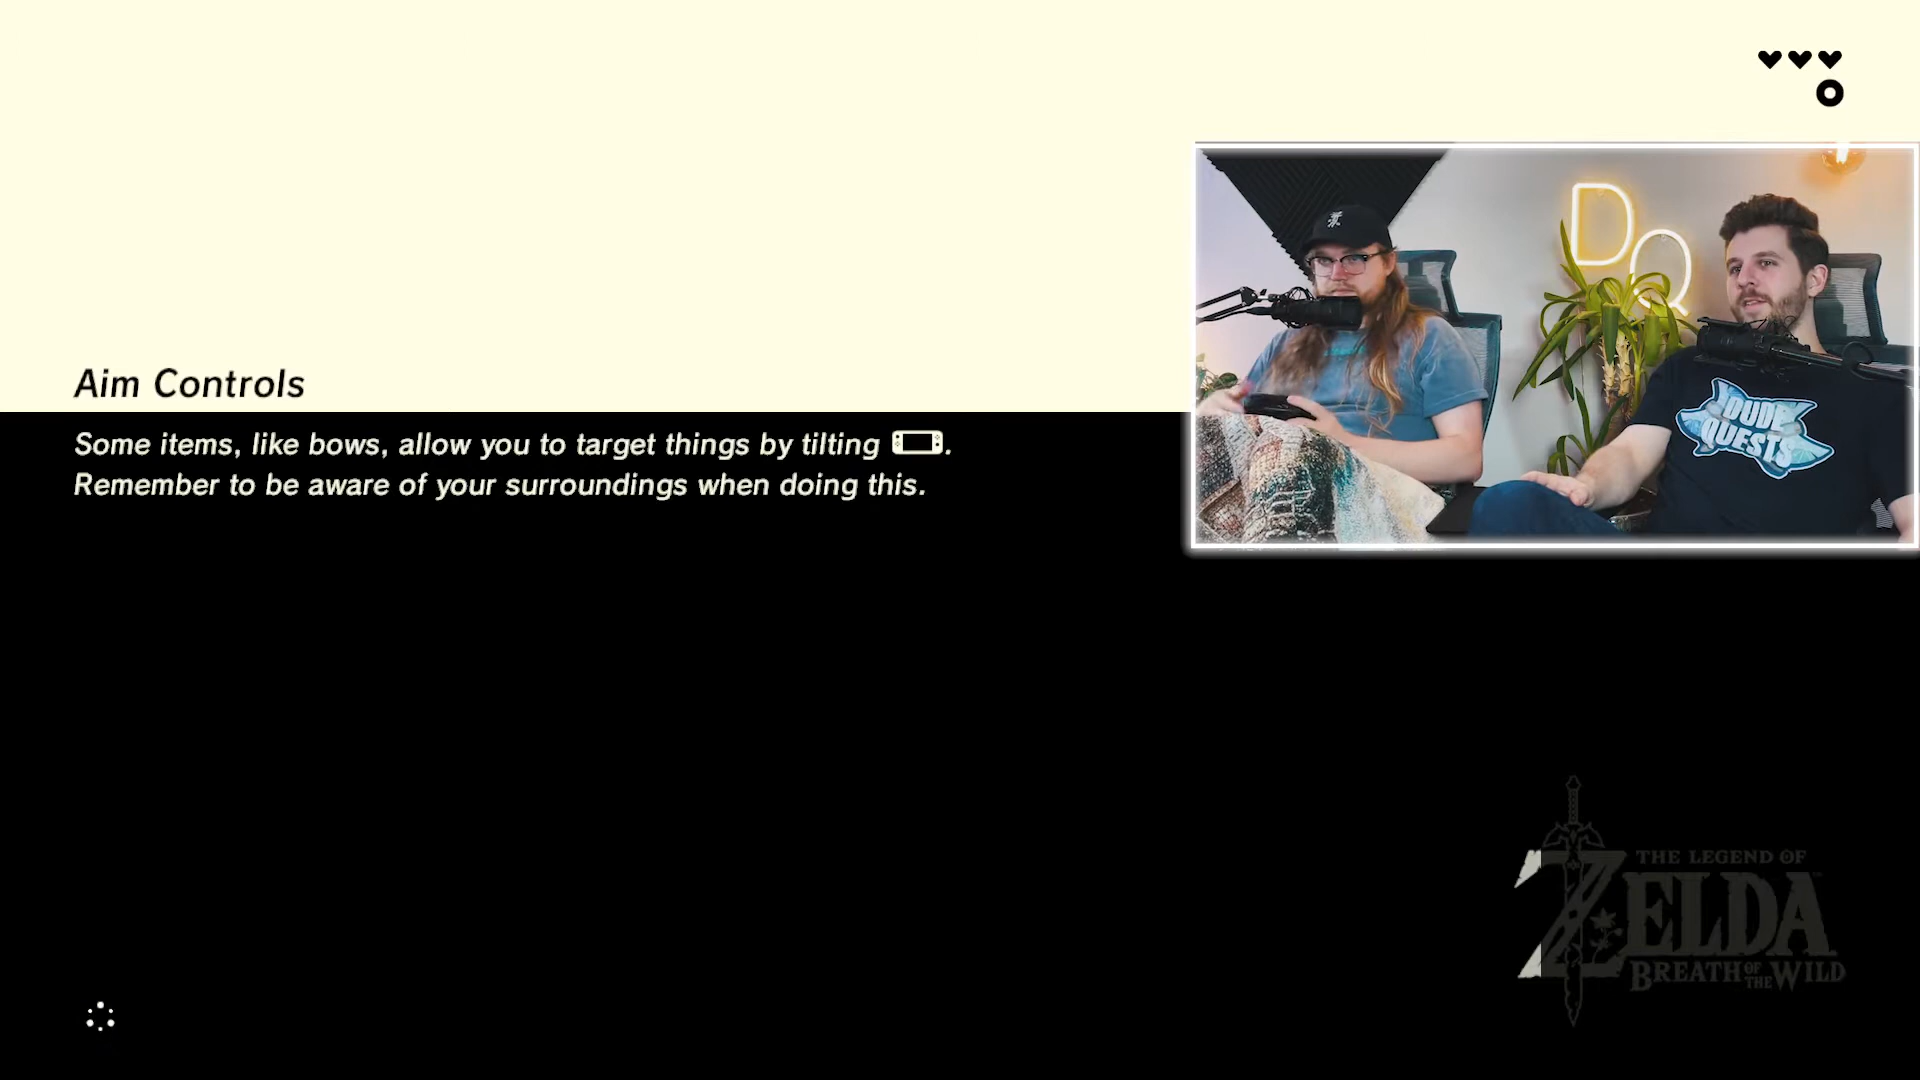 Aim Controls
Some items, like bows, allow you to target things by tilting .
Remember to be aware of your surroundings when doing this.
DQ
DUDE
QUESTS
THE LEGEND OF
ZELDA
BREATH OF THE WILD